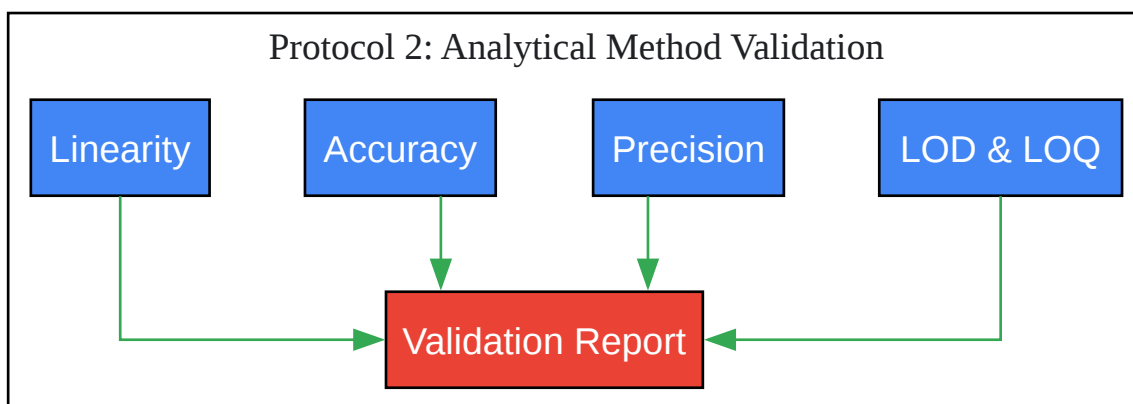 Protocol 2: Analytical Method Validation
Linearity
Accuracy
Precision
LOD & LOQ
Validation Report